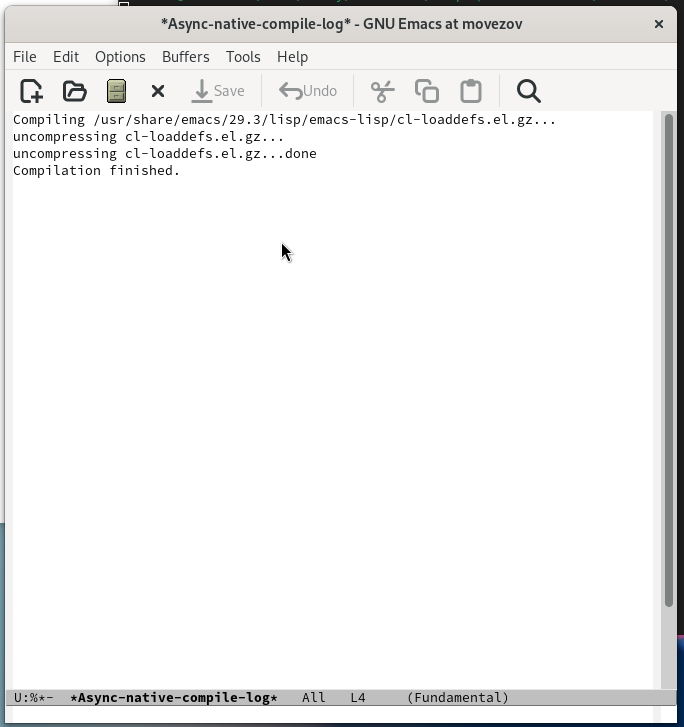 *Async-native-compile-log* - GNU Emacs at movezov
File Edit Options Buffers Tools Help
Save Undo
Compiling /usr/share/emacs/29.3/lisp/emacs-lisp/cl-loaddefs.el.gz...
uncompressing cl-loaddefs.el.gz...
uncompressing cl-loaddefs.el.gz...done
Compilation finished.
U:%*- *Async-native-compile-log* All L4 (Fundamental)